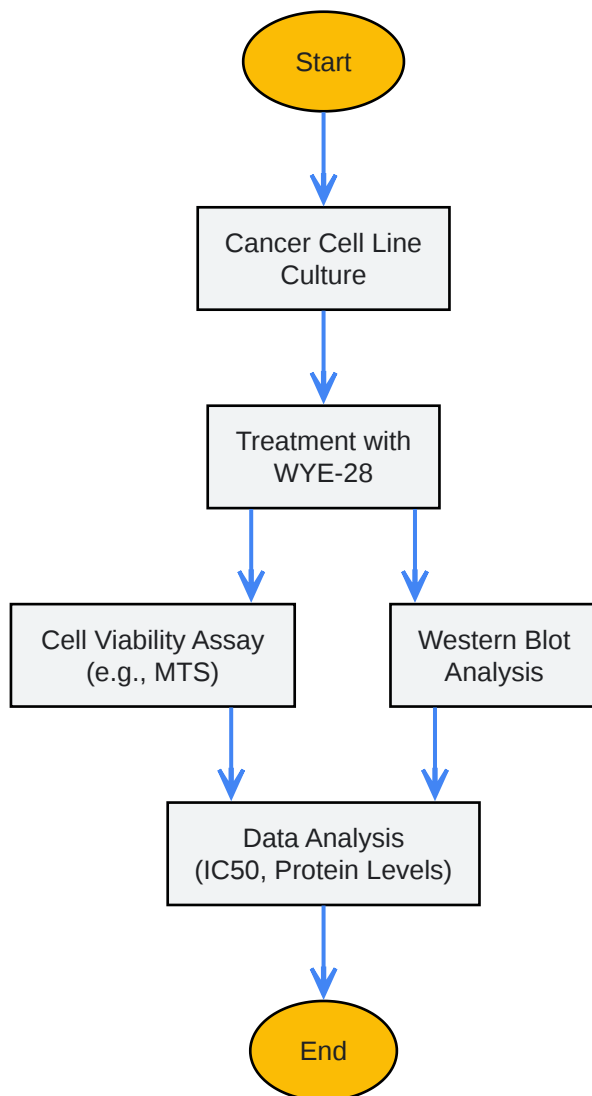 Start
Cancer Cell Line
Culture
Treatment with
WYE-28
Cell Viability Assay
(e.g., MTS)
Western Blot
Analysis
Data Analysis
(IC50, Protein Levels)
End